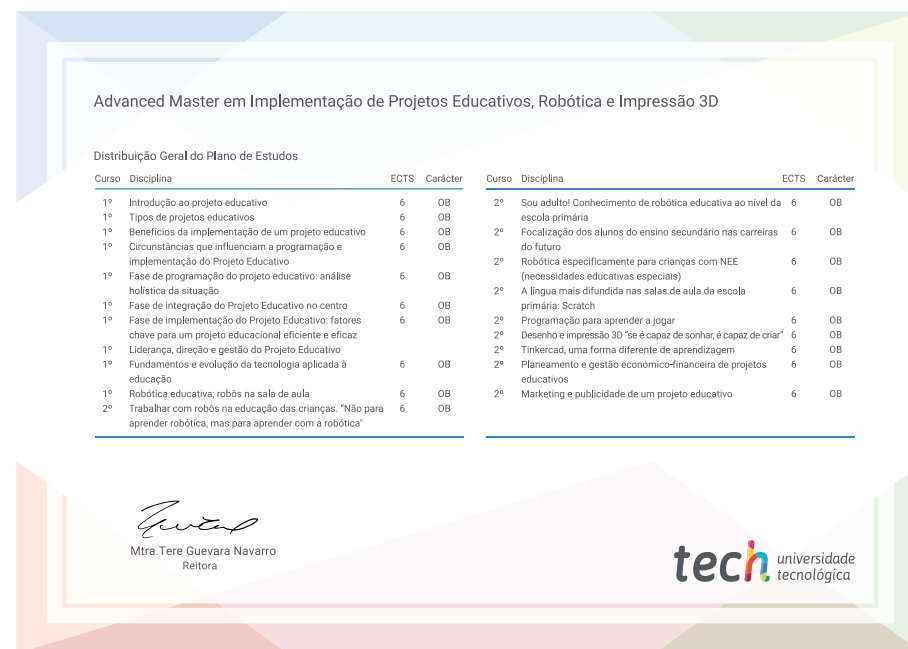 Advanced Master em Implementação de Projetos Educativos, Robótica e Impressão 3D
Distribuição Geral do Plano de Estudos
Curso Disciplina ECTS Carácter
1º Introdução ao projeto educativo 6 OB
1º Tipos de projetos educativos 6 OB
1º Benefícios da implementação de um projeto educativo 6 OB
1º Circunstâncias que influenciam a programação e 6 OB
implementação do Projeto Educativo
1º Fase de programação do projeto educativo: análise 6 OB
holística da situação
1º Fase de integração do Projeto Educativo no centro 6 OB
1º Fase de implementação do Projeto Educativo: fatores 6 OB
chave para um projeto educacional eficiente e eficaz
1º Liderança, direção e gestão do Projeto Educativo
1º Fundamentos e evolução da tecnologia aplicada à 6 OB
educação
1º Robótica educativa; robôs na sala de aula 6 OB
2º Trabalhar com robôs na educação das crianças. "Não para 6 OB
aprender robótica, mas para aprender com a robótica"
Curso Disciplina ECTS Carácter
2º Sou adulto! Conhecimento de robótica educativa ao nível da 6 OB
escola primária
2º Focalização dos alunos do ensino secundário nas carreiras 6 OB
do futuro
2º Robótica especificamente para crianças com NEE 6 OB
(necessidades educativas especiais)
2º A língua mais difundida nas salas de aula da escola 6 OB
primária: Scratch
2º Programação para aprender a jogar 6 OB
2º Desenho e impressão 3D "se é capaz de sonhar, é capaz de criar" 6 OB
2º Tinkercad, uma forma diferente de aprendizagem 6 OB
2º Planeamento e gestão económico-financeira de projetos 6 OB
educativos
2º Marketing e publicidade de um projeto educativo 6 OB
Mtra.Tere Guevara Navarro
Reitora
tech universidade
tecnológica